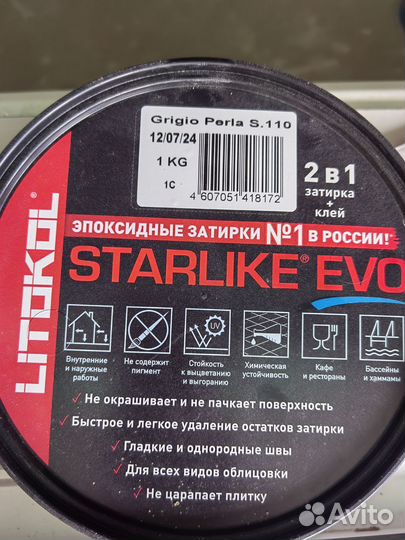 Grigio Perla S.110
12/07/24
1 KG
1C
4 607051 418172
2 в 1
затирка
+
клей
ЭПОКСИДНЫЕ ЗАТИРКИ №1 В РОССИИ!*
LITOKOL®
STARLIKE® EVO
Внутренние
и наружные
работы
Не содержит
пигмент
UV
Стойкость
к выцветанию
и выгоранию
Химическая
устойчивость
Кафе
и рестораны
Бассейны
и хаммамы
✓ Не окрашивает и не пачкает поверхность
✓ Быстрое и легкое удаление остатков затирки
✓ Гладкие и однородные швы
✓ Для всех видов облицовки
✓ Не царапает плитку
Avito